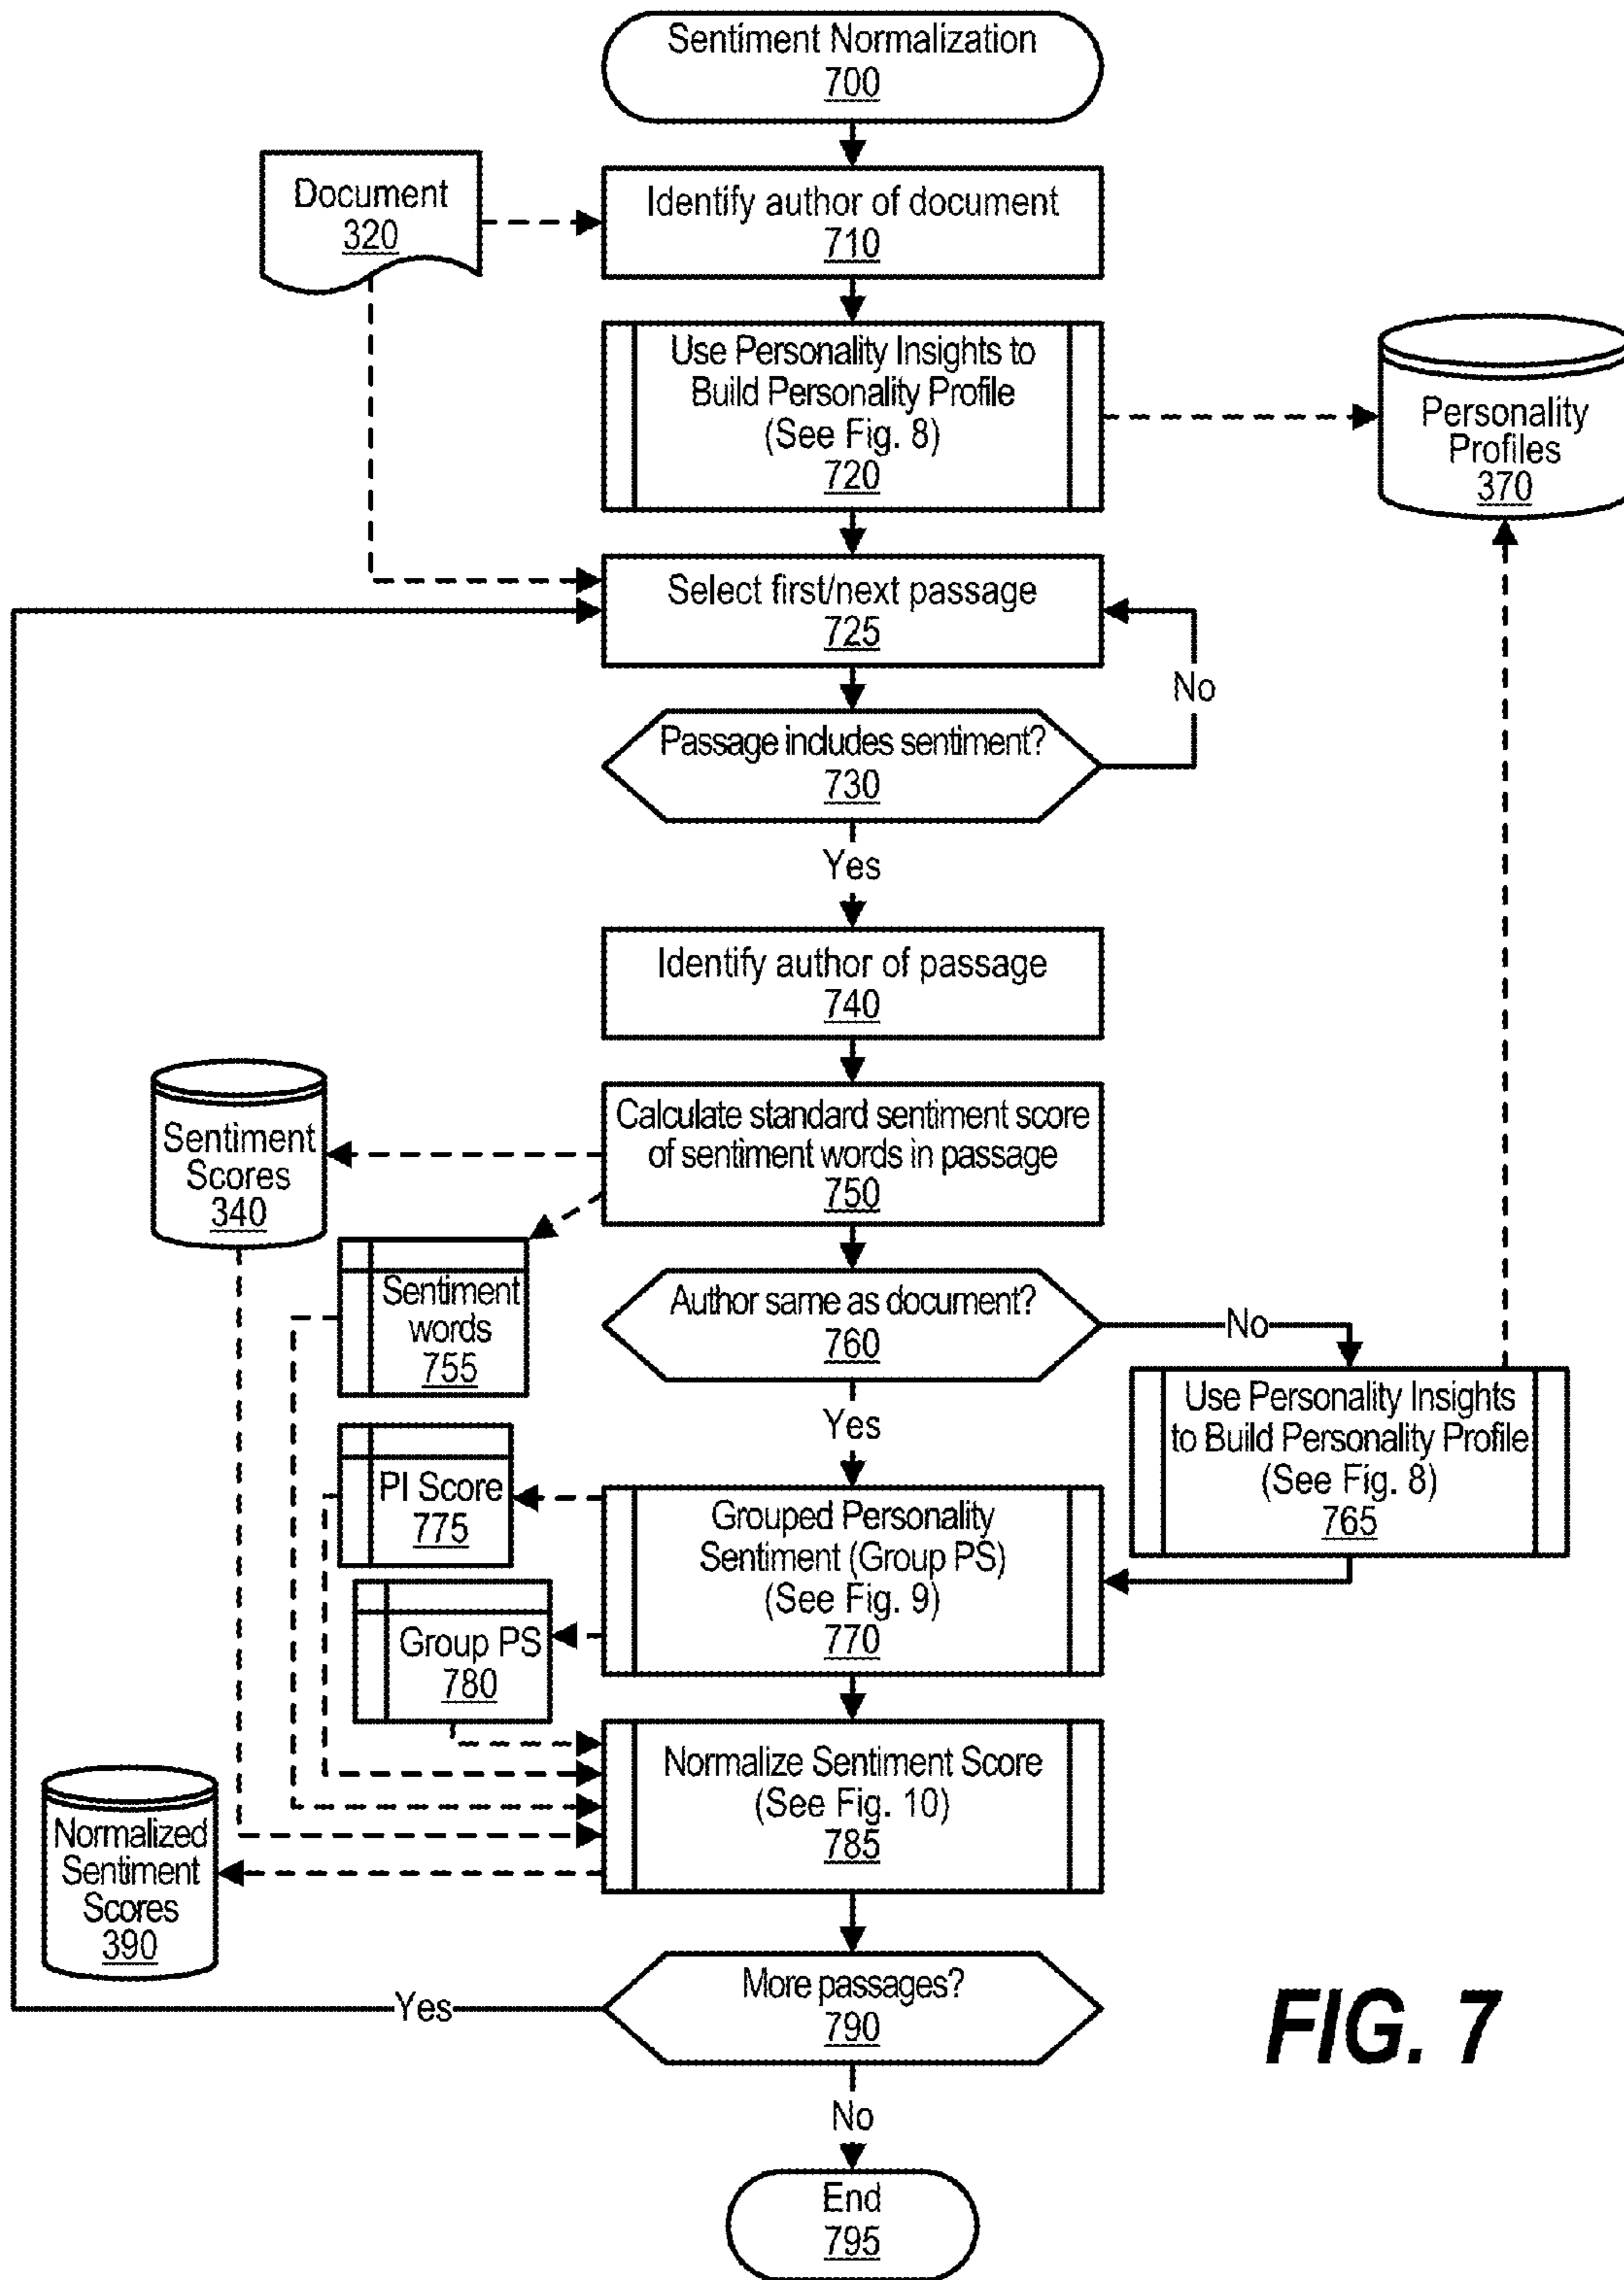 Sentiment Normalization
700
Document
320
Identify author of document
710
Use Personality Insights to
Build Personality Profile
(See Fig. 8)
720
Personality
Profiles
370
Select first/next passage
725
No
Passage includes sentiment?
730
Yes
Identify author of passage
740
Calculate standard sentiment score
of sentiment words in passage
750
Sentiment
Scores
340
Sentiment
words
755
Author same as document?
760
No
Yes
Use Personality Insights
to Build Personality Profile
(See Fig. 8)
765
PI Score
775
Grouped Personality
Sentiment (Group PS)
(See Fig. 9)
770
Group PS
780
Normalize Sentiment Score
(See Fig. 10)
785
Normalized
Sentiment
Scores
390
More passages?
790
Yes
No
End
795
FIG. 7